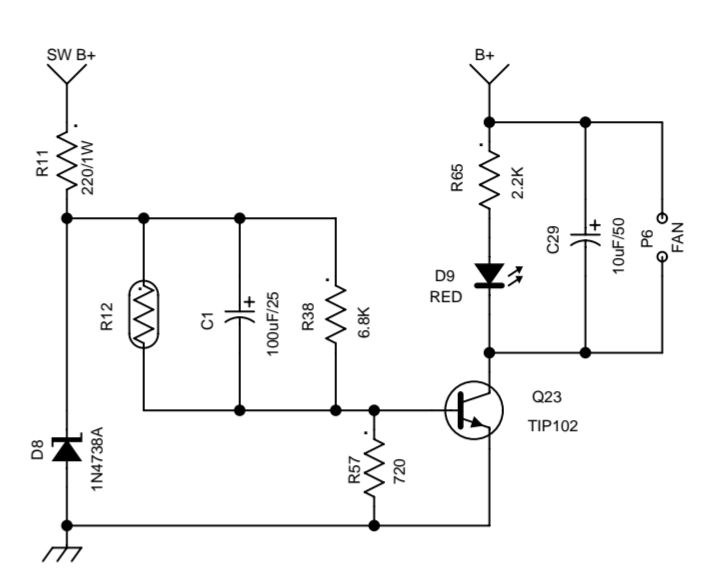 SW B+
B+
R11
220/1W
R65
2.2K
C29
10uF/50
P6
FAN
D9
RED
R12
C1
100uF/25
R38
6.8K
Q23
TIP102
D8
1N4738A
R57
720